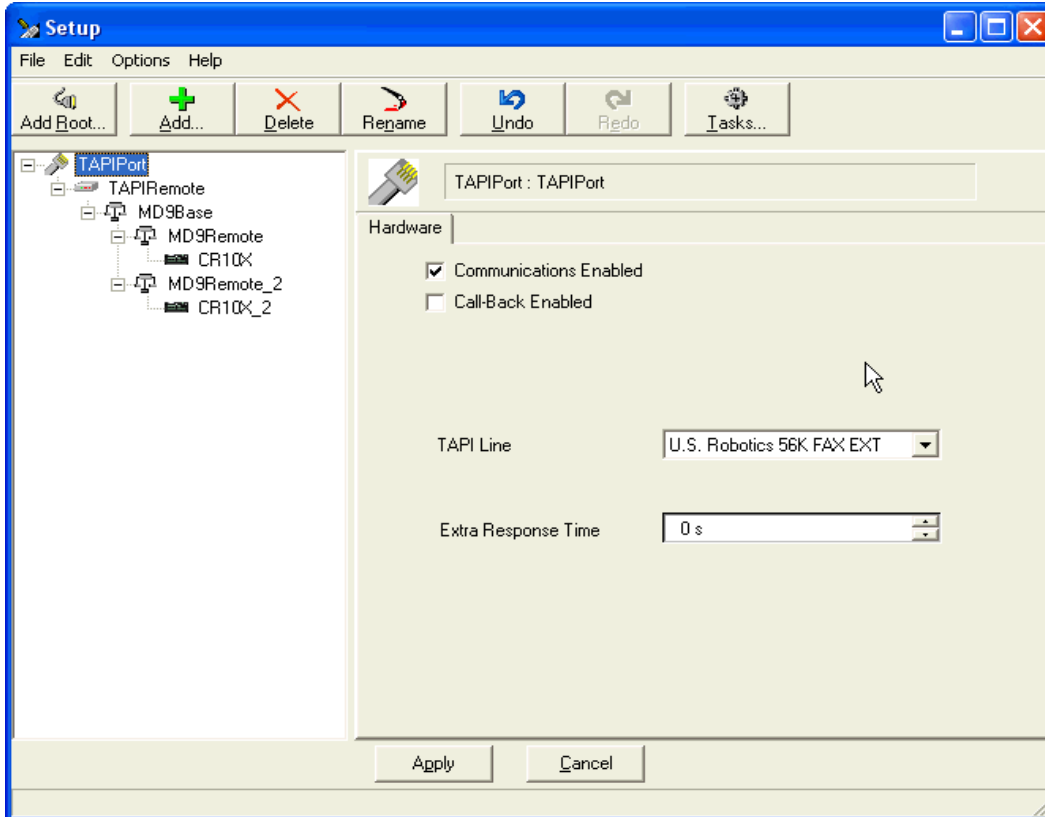 Setup
File Edit Options Help
Add Root... Add... Delete Rename Undo Redo Tasks...
TAPIPort
TAPIRemote
MD9Base
MD9Remote
CR10X
MD9Remote_2
CR10X_2
TAPIPort : TAPIPort
Hardware
Communications Enabled
Call-Back Enabled
TAPI Line U.S. Robotics 56K FAX EXT
Extra Response Time 0 s
Apply Cancel